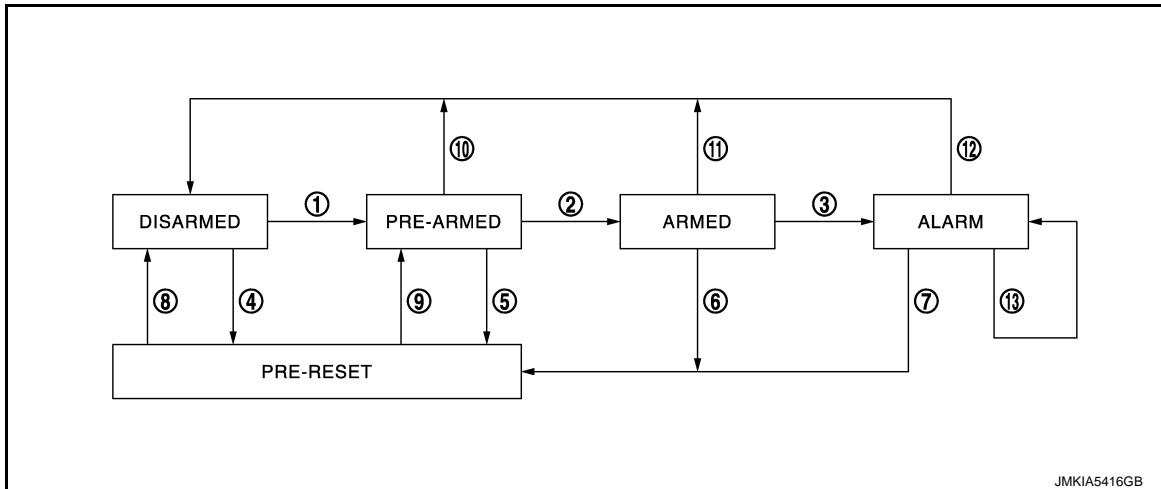 ⑩ ⑪ ⑫
DISARMED ① PRE-ARMED ② ARMED ③ ALARM
⑧ ④ ⑨ ⑤ ⑥ ⑦ ⑬
PRE-RESET
JMKIA5416GB